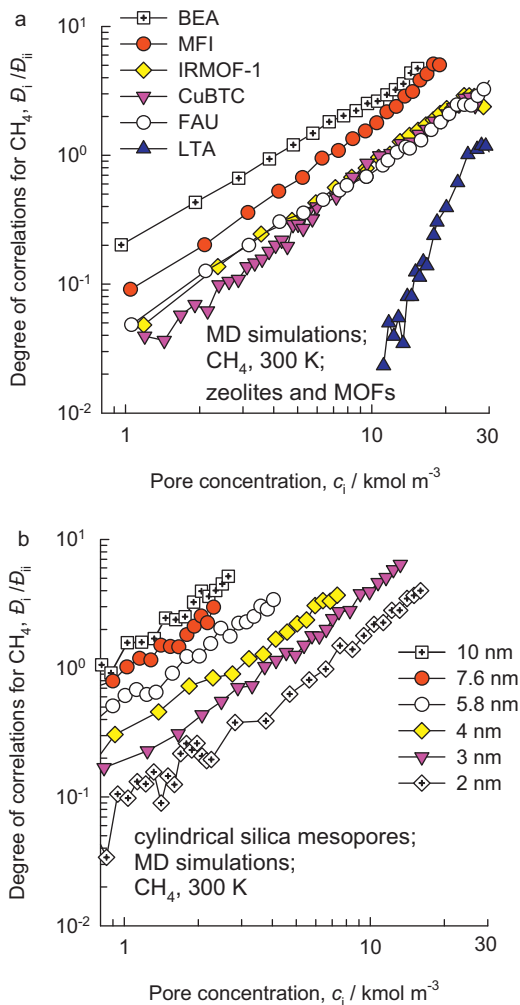 a
BEA
MFI
IRMOF-1
CuBTC
FAU
LTA
Degree of correlations for CH4, Đi /Đii
10^1
10^0
10^-1
10^-2
MD simulations;
CH4, 300 K;
zeolites and MOFs
1
10
30
Pore concentration, ci / kmol m^-3
b
Degree of correlations for CH4, Đi /Đii
10^1
10^0
10^-1
10^-2
10 nm
7.6 nm
5.8 nm
4 nm
3 nm
2 nm
cylindrical silica mesopores;
MD simulations;
CH4, 300 K
1
10
30
Pore concentration, ci / kmol m^-3